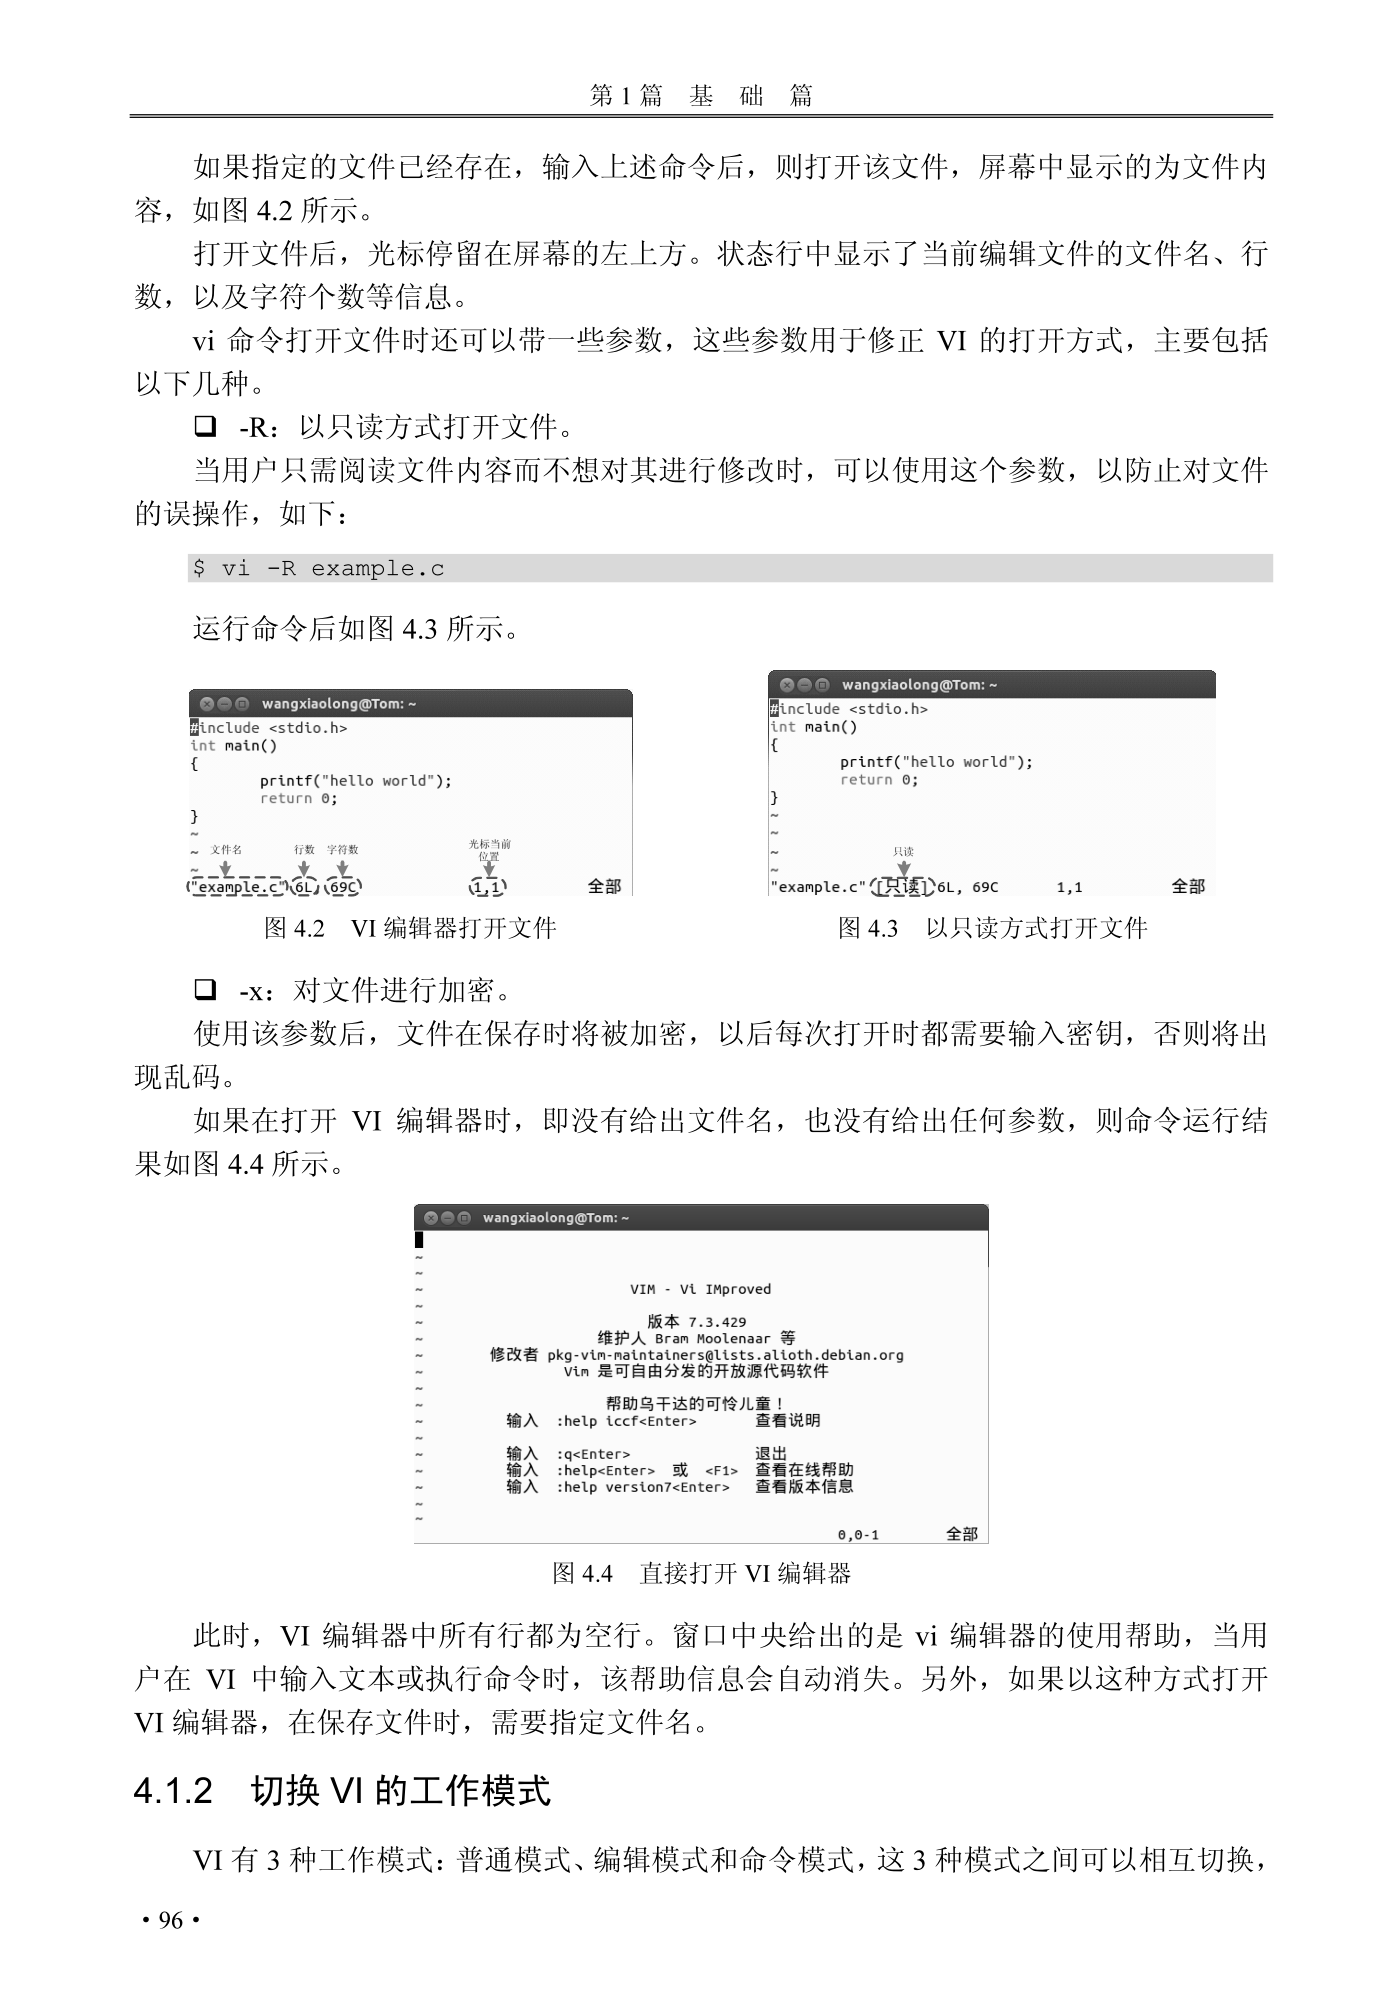 第 1 篇　基　础　篇
如果指定的文件已经存在，输入上述命令后，则打开该文件，屏幕中显示的为文件内
容，如图 4.2 所示。
打开文件后，光标停留在屏幕的左上方。状态行中显示了当前编辑文件的文件名、行
数，以及字符个数等信息。
vi 命令打开文件时还可以带一些参数，这些参数用于修正 VI 的打开方式，主要包括
以下几种。
❑ -R：以只读方式打开文件。
当用户只需阅读文件内容而不想对其进行修改时，可以使用这个参数，以防止对文件
的误操作，如下：
$ vi -R example.c
运行命令后如图 4.3 所示。
wangxiaolong@Tom: ~
#include <stdio.h>
int main()
{
printf("hello world");
return 0;
}
~
~ 文件名 行数 字符数 光标当前
位置
~
"example.c" 6L, 69C 1,1 全部
图 4.2　VI 编辑器打开文件
wangxiaolong@Tom: ~
#include <stdio.h>
int main()
{
printf("hello world");
return 0;
}
~
~
~ 只读
~
"example.c" [只读] 6L, 69C 1,1 全部
图 4.3　以只读方式打开文件
❑ -x：对文件进行加密。
使用该参数后，文件在保存时将被加密，以后每次打开时都需要输入密钥，否则将出
现乱码。
如果在打开 VI 编辑器时，即没有给出文件名，也没有给出任何参数，则命令运行结
果如图 4.4 所示。
wangxiaolong@Tom: ~
~
~
~ VIM - Vi IMproved
~
~ 版本 7.3.429
~ 维护人 Bram Moolenaar 等
~ 修改者 pkg-vim-maintainers@lists.alioth.debian.org
~ Vim 是可自由分发的开放源代码软件
~
~ 帮助乌干达的可怜儿童！
~ 输入 :help iccf<Enter> 查看说明
~
~ 输入 :q<Enter> 退出
~ 输入 :help<Enter> 或 <F1> 查看在线帮助
~ 输入 :help version7<Enter> 查看版本信息
~
~
0,0-1 全部
图 4.4　直接打开 VI 编辑器
此时，VI 编辑器中所有行都为空行。窗口中央给出的是 vi 编辑器的使用帮助，当用
户在 VI 中输入文本或执行命令时，该帮助信息会自动消失。另外，如果以这种方式打开
VI 编辑器，在保存文件时，需要指定文件名。
4.1.2　切换 VI 的工作模式
VI 有 3 种工作模式：普通模式、编辑模式和命令模式，这 3 种模式之间可以相互切换，
• 96 •